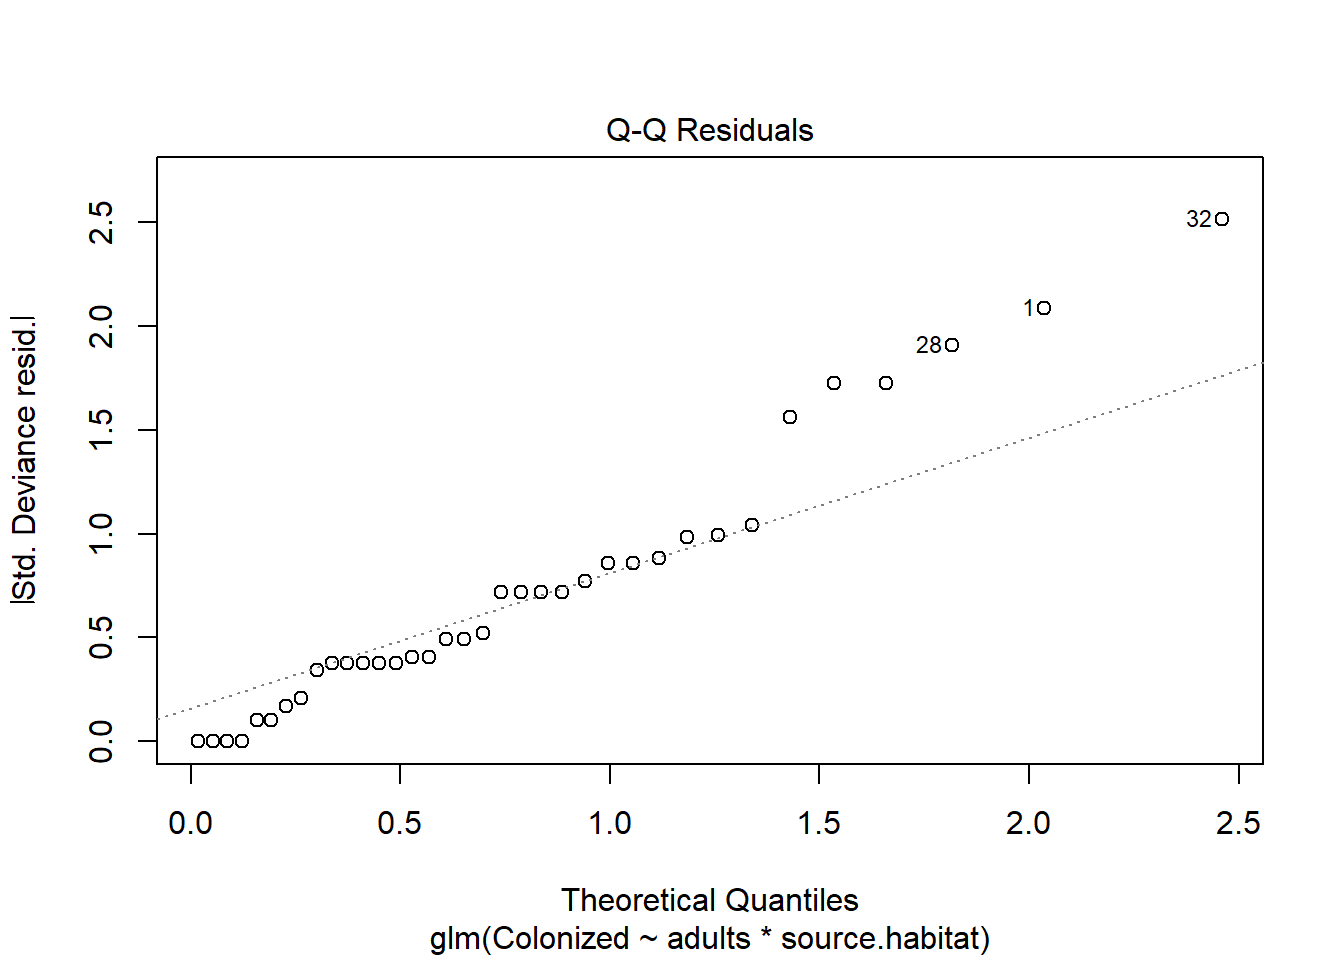 Q-Q Residuals
|Std. Deviance resid.|
2.5
2.0
1.5
1.0
0.5
0.0
32
1
28
0.0 0.5 1.0 1.5 2.0 2.5
Theoretical Quantiles
glm(Colonized ~ adults * source.habitat)